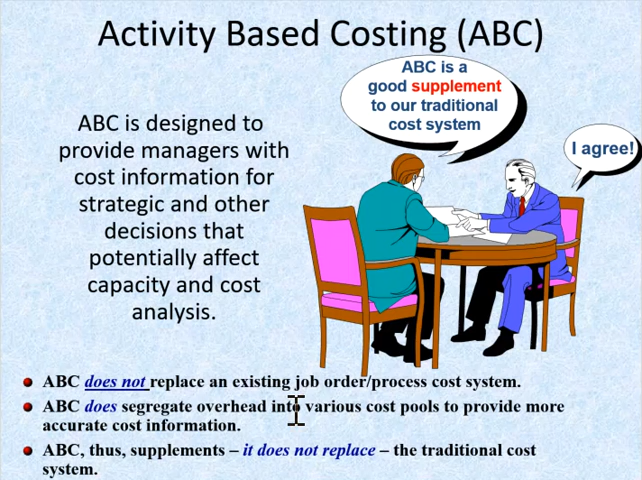 Activity Based Costing (ABC)
ABC is a
good supplement
to our traditional
cost system
I agree!
ABC is designed to
provide managers with
cost information for
strategic and other
decisions that
potentially affect
capacity and cost
analysis.
ABC does not replace an existing job order/process cost system.
ABC does segregate overhead into various cost pools to provide more
accurate cost information.
ABC, thus, supplements – it does not replace – the traditional cost
system.